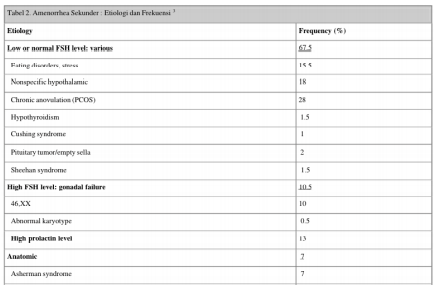 Tabel 2. Amenorrhea Sekunder : Etiologi dan Frekuensi ¹
Etiology Frequency (%)
Low or normal FSH level: various 67.5
Eating disorders, stress 15.5
Nonspecific hypothalamic 18
Chronic anovulation (PCOS) 28
Hypothyroidism 1.5
Cushing syndrome 1
Pituitary tumor/empty sella 2
Sheehan syndrome 1.5
High FSH level: gonadal failure 10.5
46,XX 10
Abnormal karyotype 0.5
High prolactin level 13
Anatomic 7
Asherman syndrome 7